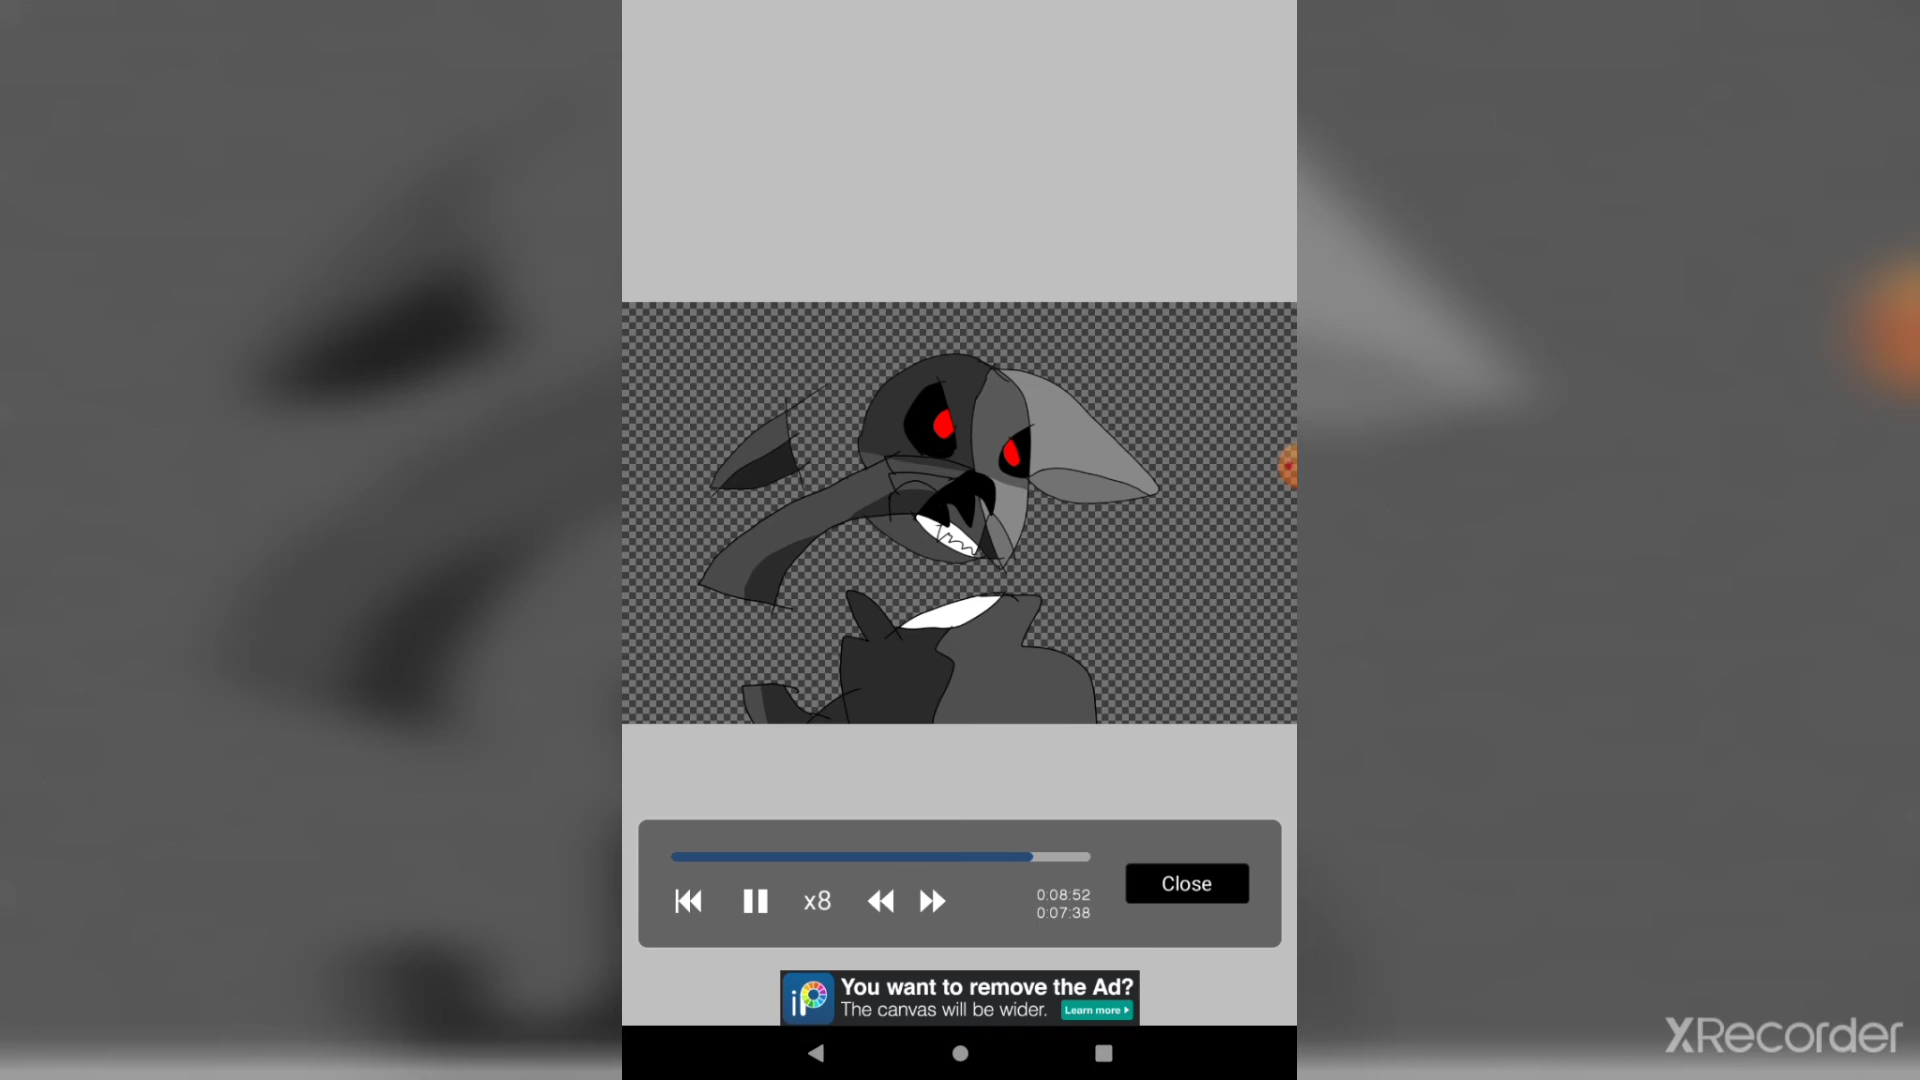 x8
0:08:52
0:07:38
Close
iP
You want to remove the Ad?
The canvas will be wider.
Learn more
XRecorder